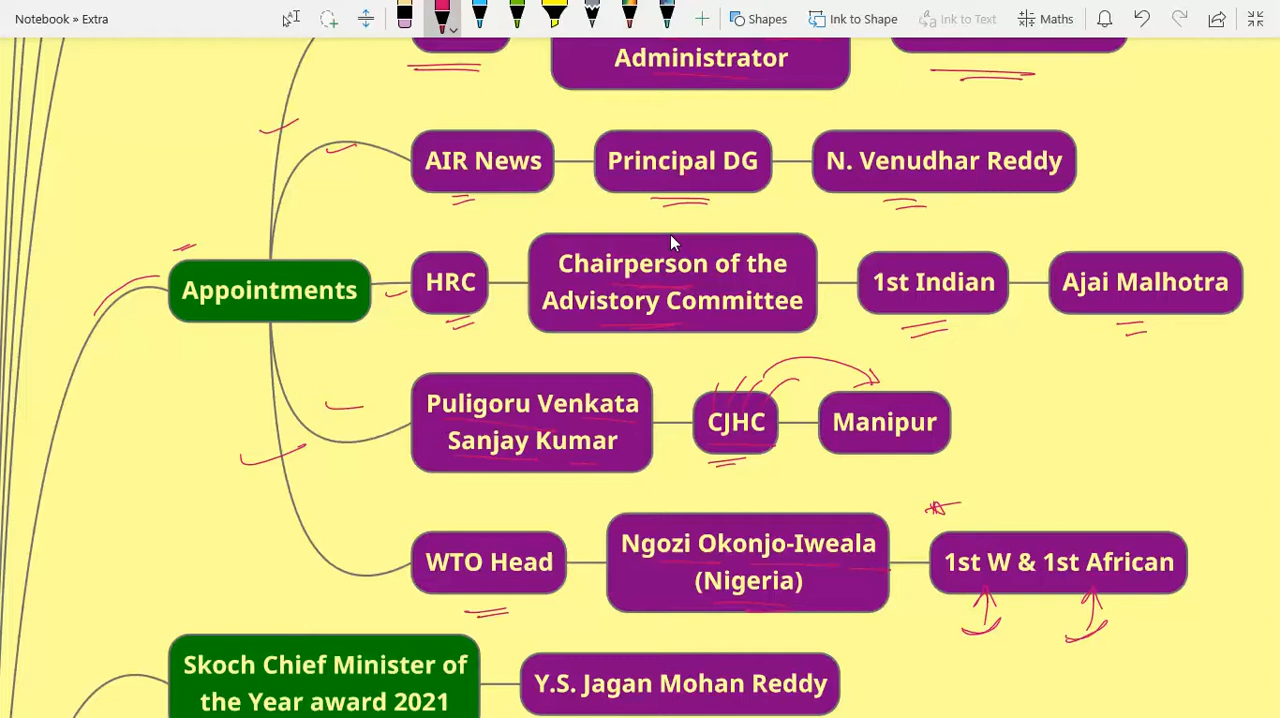 Notebook » Extra
Shapes
Ink to Shape
Ink to Text
Maths
Administrator
AIR News
Principal DG
N. Venudhar Reddy
Appointments
HRC
Chairperson of the
Advistory Committee
1st Indian
Ajai Malhotra
Puligoru Venkata
Sanjay Kumar
CJHC
Manipur
WTO Head
Ngozi Okonjo-Iweala
(Nigeria)
1st W & 1st African
Skoch Chief Minister of
the Year award 2021
Y.S. Jagan Mohan Reddy